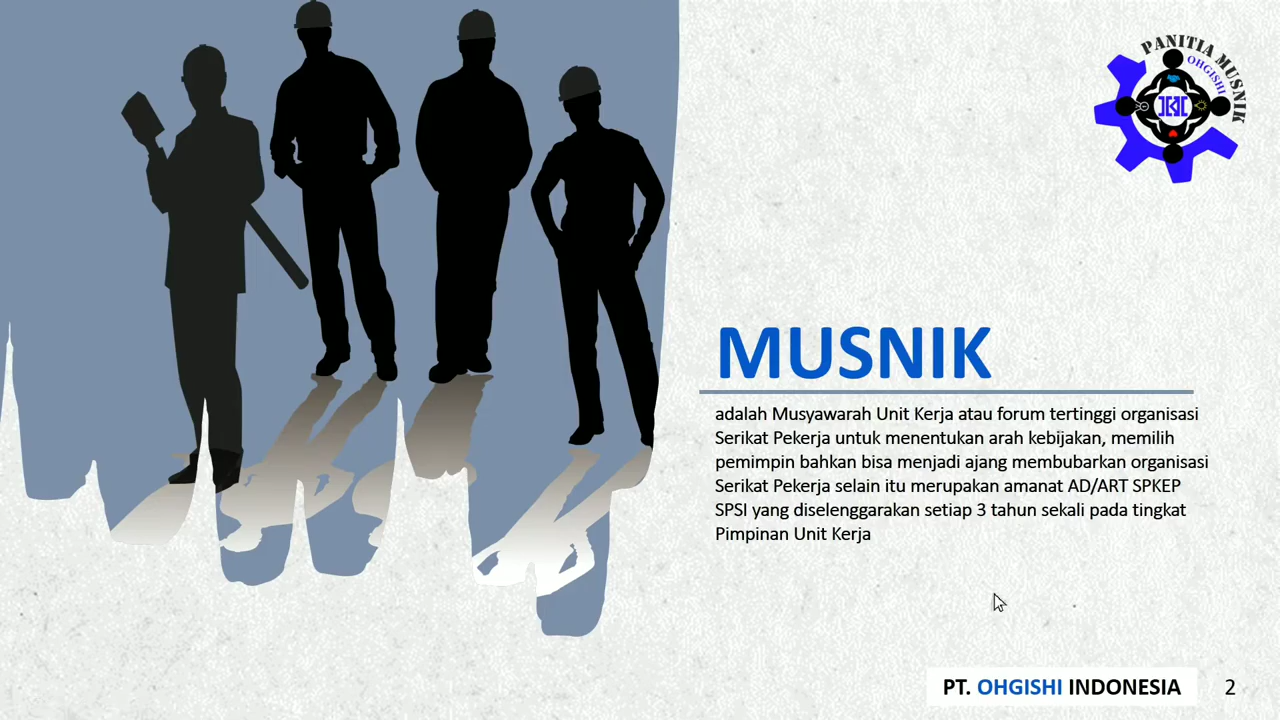 PANITIA MUSNIK
OHGISHI
MUSNIK
adalah Musyawarah Unit Kerja atau forum tertinggi organisasi
Serikat Pekerja untuk menentukan arah kebijakan, memilih
pemimpin bahkan bisa menjadi ajang membubarkan organisasi
Serikat Pekerja selain itu merupakan amanat AD/ART SPKEP
SPSI yang diselenggarakan setiap 3 tahun sekali pada tingkat
Pimpinan Unit Kerja
PT. OHGISHI INDONESIA
2